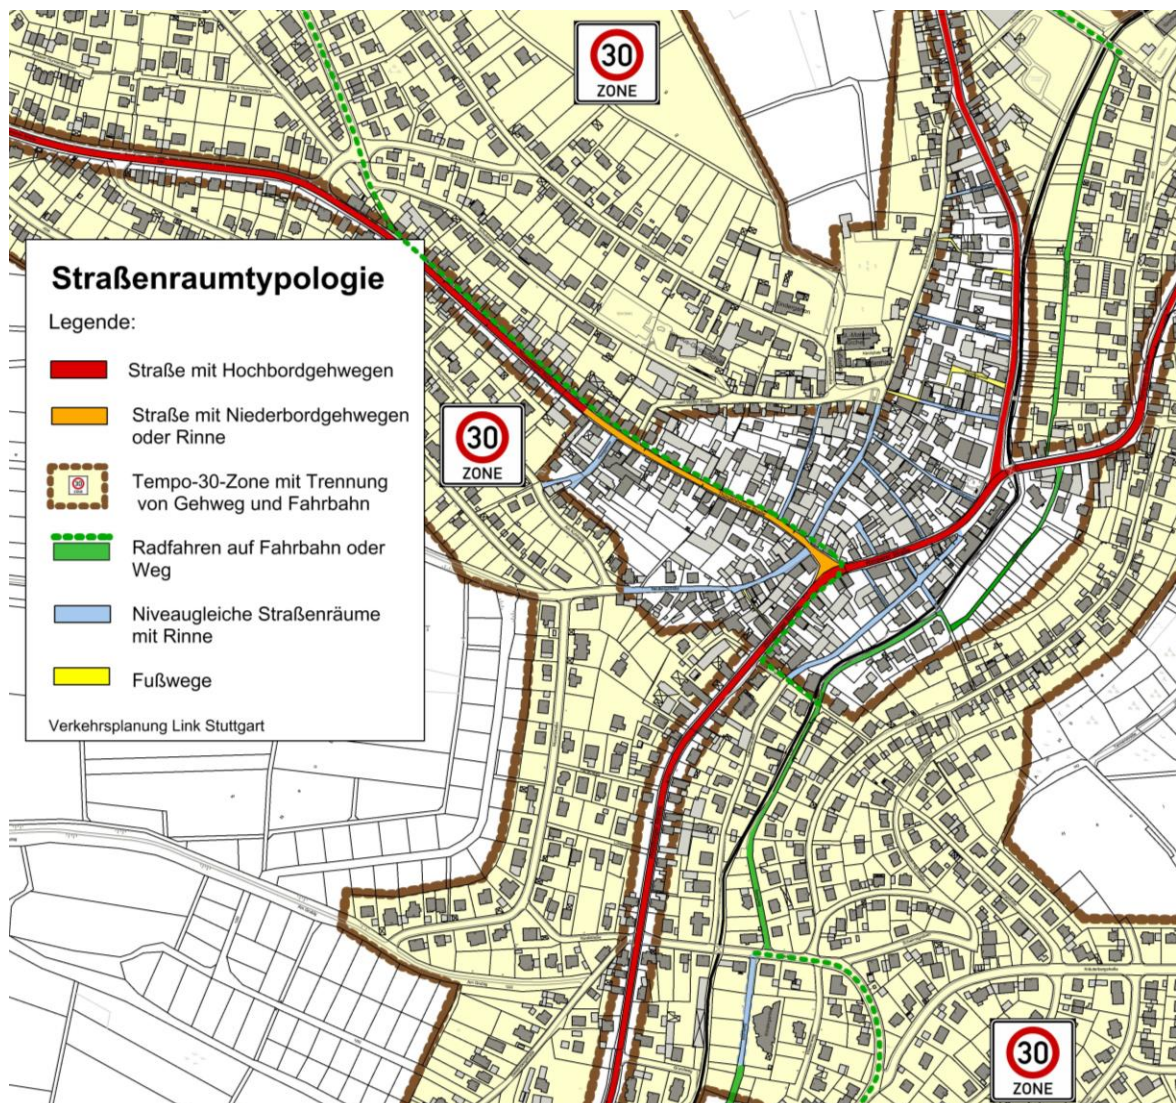 30
ZONE
Straßenraumtypologie
Legende:
Straße mit Hochbordgehwegen
Straße mit Niederbordgehwegen
oder Rinne
30
ZONE
Tempo-30-Zone mit Trennung
von Gehweg und Fahrbahn
Radfahren auf Fahrbahn oder
Weg
Niveaugleiche Straßenräume
mit Rinne
Fußwege
Verkehrsplanung Link Stuttgart
30
ZONE